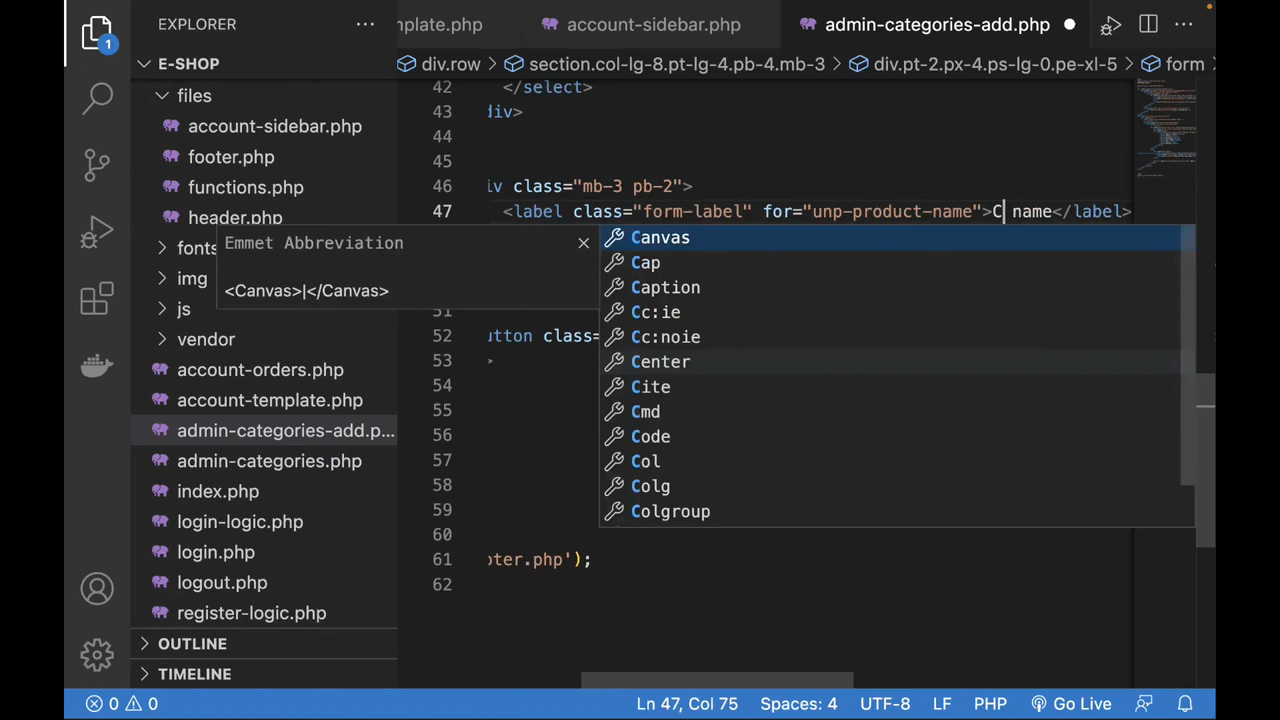 EXPLORER
template.php
account-sidebar.php
admin-categories-add.php
1
E-SHOP
div.row
section.col-lg-8.pt-lg-4.pb-4.mb-3
div.pt-2.px-4.ps-lg-0.pe-xl-5
form
files
account-sidebar.php
footer.php
functions.php
header.php
fonts
img
js
vendor
account-orders.php
account-template.php
admin-categories-add.p...
admin-categories.php
index.php
login-logic.php
login.php
logout.php
register-logic.php
OUTLINE
TIMELINE
42 </select>
43 div>
44
45
46 iv class="mb-3 pb-2">
47 <label class="form-label" for="unp-product-name">C name</label>
Emmet Abbreviation
<Canvas>|</Canvas>
Canvas
Cap
Caption
Cc:ie
Cc:noie
Center
Cite
Cmd
Code
Col
Colg
Colgroup
51
52 utton class=
53 >
54
55
56
57
58
59
60
61 oter.php');
62
0 0
Ln 47, Col 75
Spaces: 4
UTF-8
LF
PHP
Go Live